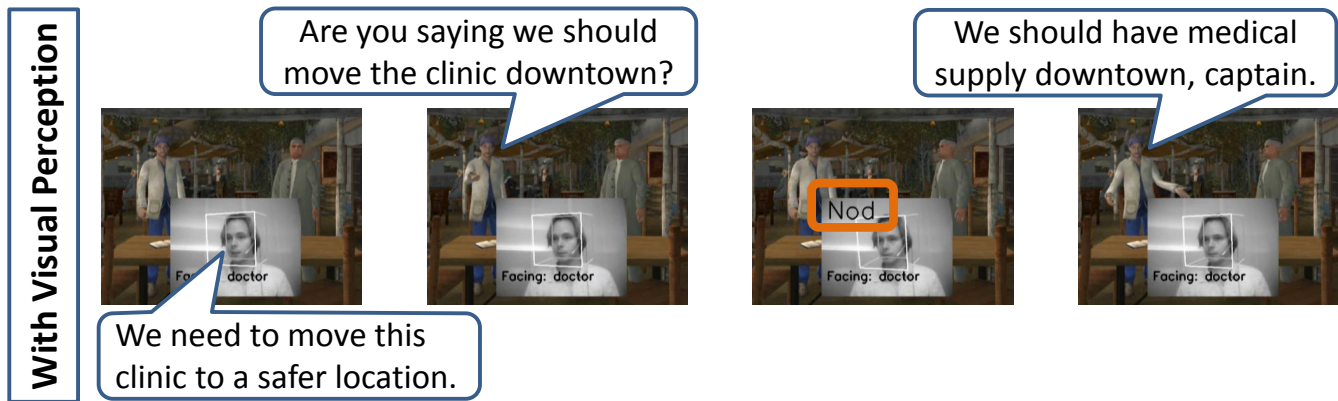 With Visual Perception
Are you saying we should
move the clinic downtown?
We should have medical
supply downtown, captain.
Nod
Facing: doctor
Facing: doctor
Facing: doctor
Facing: doctor
We need to move this
clinic to a safer location.